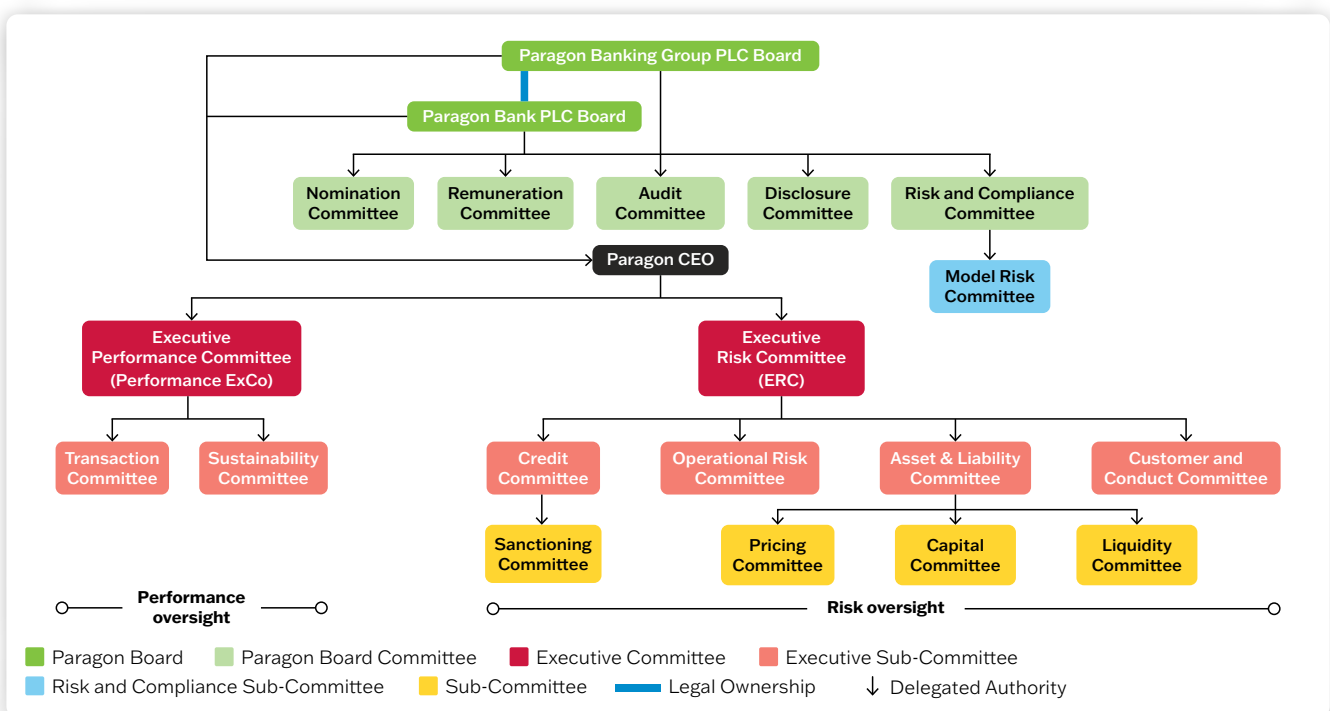 Paragon Banking Group PLC Board
Paragon Bank PLC Board
Nomination
Committee
Remuneration
Committee
Audit
Committee
Disclosure
Committee
Risk and Compliance
Committee
Paragon CEO
Model Risk
Committee
Executive
Performance Committee
(Performance ExCo)
Executive
Risk Committee
(ERC)
Transaction
Committee
Sustainability
Committee
Credit
Committee
Operational Risk
Committee
Asset & Liability
Committee
Customer and
Conduct Committee
Sanctioning
Committee
Pricing
Committee
Capital
Committee
Liquidity
Committee
Performance
oversight
Risk oversight
Paragon Board
Paragon Board Committee
Executive Committee
Executive Sub-Committee
Risk and Compliance Sub-Committee
Sub-Committee
Legal Ownership
Delegated Authority